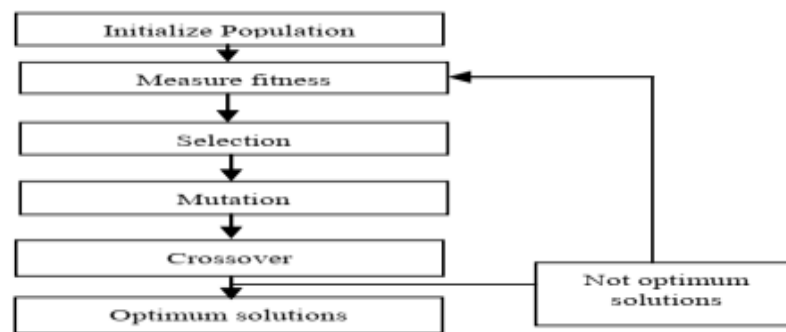 Initialize Population
Measure fitness
Selection
Mutation
Crossover
Not optimum
solutions
Optimum solutions